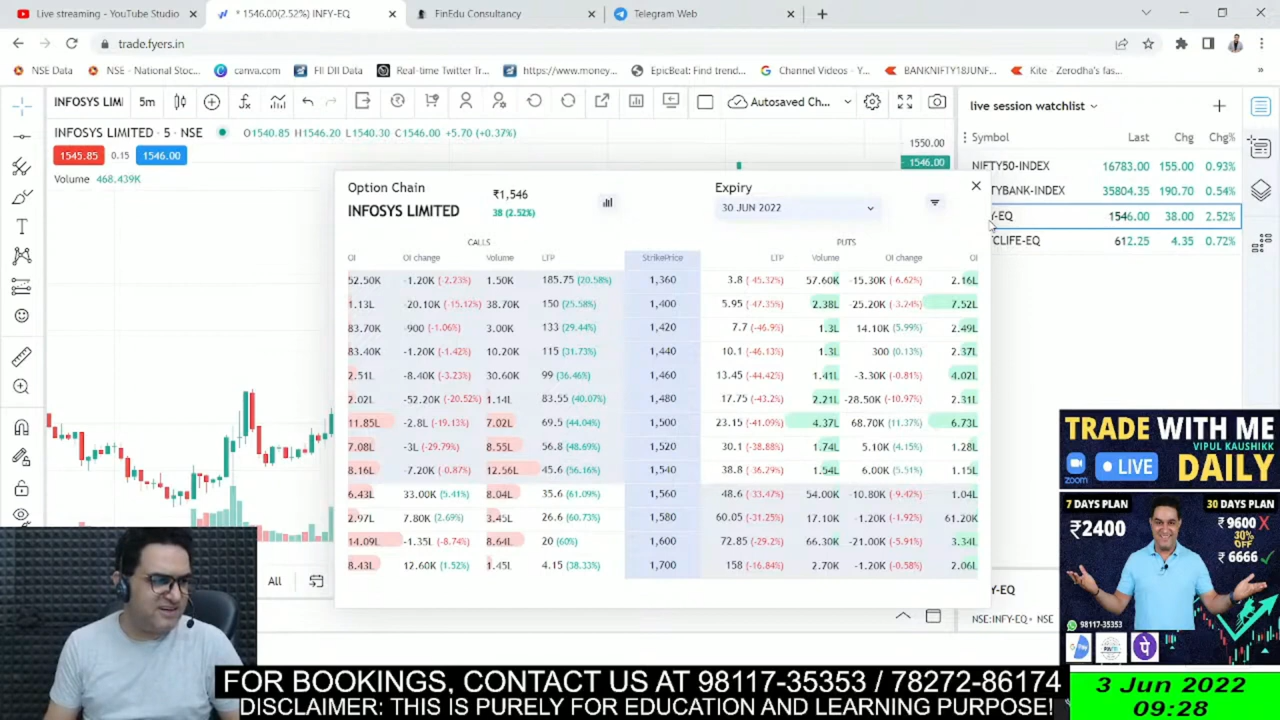 Live streaming - YouTube Studio
* 1546.00(2.52%) INFY-EQ
FinEdu Consultancy
Telegram Web
trade.fyers.in
NSE Data
NSE - National Stoc...
canva.com
FII DII Data
Real-time Twitter Tr...
https://www.money...
EpicBeat: Find trend...
Channel Videos - Y...
BANKNIFTY18JUNF...
Kite - Zerodha's fas...
»
INFOSYS LIMI
5m
Autosaved Ch...
live session watchlist
INFOSYS LIMITED · 5 · NSE
O1540.85 H1546.20 L1540.30 C1546.00 +5.70 (+0.37%)
1545.85 0.15 1546.00
Volume 468.439K
1550.00
1546.00
Symbol Last Chg Chg%
NIFTY50-INDEX 16783.00 155.00 0.93%
TYBANK-INDEX 35804.35 190.70 0.54%
Y-EQ 1546.00 38.00 2.52%
CLIFE-EQ 612.25 4.35 0.72%
Option Chain
INFOSYS LIMITED
₹1,546
38 (2.52%)
Expiry
30 JUN 2022
CALLS PUTS
OI OI change Volume LTP StrikePrice LTP Volume OI change OI
52.50K -1.20K (-2.23%) 1.50K 185.75 (20.58%) 1,360 3.8 (-45.32%) 57.60K -15.30K (-6.62%) 2.16L
1.13L -20.10K (-15.12%) 38.70K 150 (25.58%) 1,400 5.95 (-47.35%) 2.38L -25.20K (-3.24%) 7.52L
83.70K -900 (-1.06%) 3.00K 133 (29.44%) 1,420 7.7 (-46.9%) 1.3L 14.10K (5.99%) 2.49L
83.40K -1.20K (-1.42%) 10.20K 115 (31.73%) 1,440 10.1 (-46.13%) 1.3L 300 (0.13%) 2.37L
2.51L -8.40K (-3.23%) 30.60K 99 (36.46%) 1,460 13.45 (-44.42%) 1.41L -3.30K (-0.81%) 4.02L
2.02L -52.20K (-20.52%) 1.14L 83.55 (40.07%) 1,480 17.75 (-43.2%) 2.21L -28.50K (-10.97%) 2.31L
11.85L -2.8L (-19.13%) 7.02L 69.5 (44.04%) 1,500 23.15 (-41.09%) 4.37L 68.70K (11.37%) 6.73L
7.08L -3L (-29.79%) 8.55L 56.8 (48.69%) 1,520 30.1 (-38.88%) 1.74L 5.10K (4.15%) 1.28L
8.16L -7.20K (-0.87%) 12.56L 45.6 (56.16%) 1,540 38.8 (-36.29%) 1.54L 6.00K (5.51%) 1.15L
6.43L 33.00K (5.41%) 8.04L 35.6 (61.09%) 1,560 48.6 (-33.47%) 54.00K -10.80K (-9.42%) 1.04L
2.97L 7.80K (2.69%) 3.45L 26.6 (60.73%) 1,580 60.05 (-31.25%) 17.10K -1.20K (-1.92%) 61.20K
14.09L -1.35L (-8.74%) 8.64L 20 (60%) 1,600 72.85 (-29.2%) 66.30K -21.00K (-5.91%) 3.34L
8.43L 12.60K (1.52%) 1.45L 4.15 (38.33%) 1,700 158 (-16.84%) 2.70K -1.20K (-0.58%) 2.06L
All
-EQ
NSE:INFY-EQ • NSE
TRADE WITH ME
VIPUL KAUSHIKK
zoom
LIVE
DAILY
7 DAYS PLAN
₹2400
30 DAYS PLAN
₹ 9600 X
30%
OFF
₹ 6666
98117-35353
FOR BOOKINGS, CONTACT US AT 98117-35353 / 78272-86174
DISCLAIMER: THIS IS PURELY FOR EDUCATION AND LEARNING PURPOSE!
3 Jun 2022
09:28